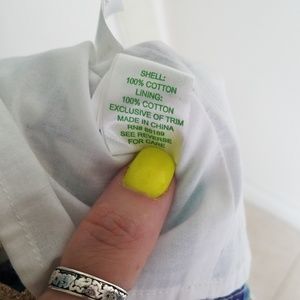 SHELL:
100% COTTON
LINING:
100% COTTON
EXCLUSIVE OF TRIM
MADE IN CHINA
RN#
SEE REVERSE
FOR CARE